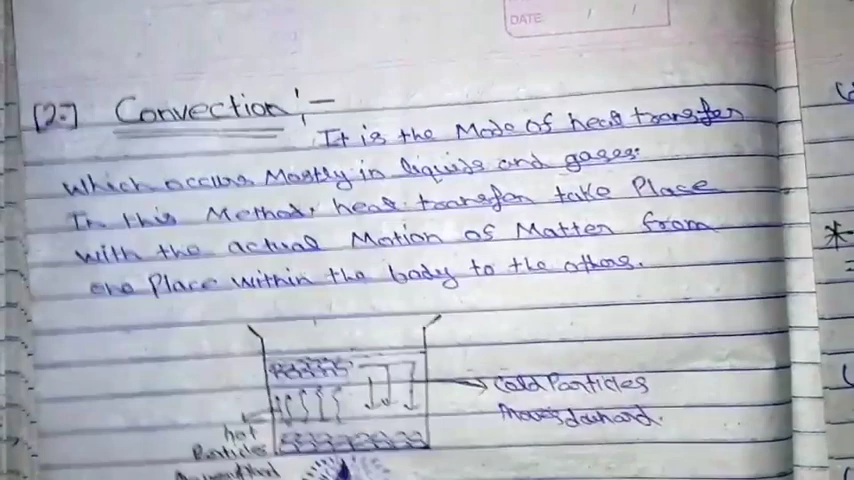 DATE / /
[2.] Convection :-
It is the Mode of heat transfer
which occurs Mostly in liquids and gases.
In this Method, heat transfer take Place
with the actual Motion of Matter from
one Place within the body to the others.
Cold Particles
Moves downard.
hot
Particles